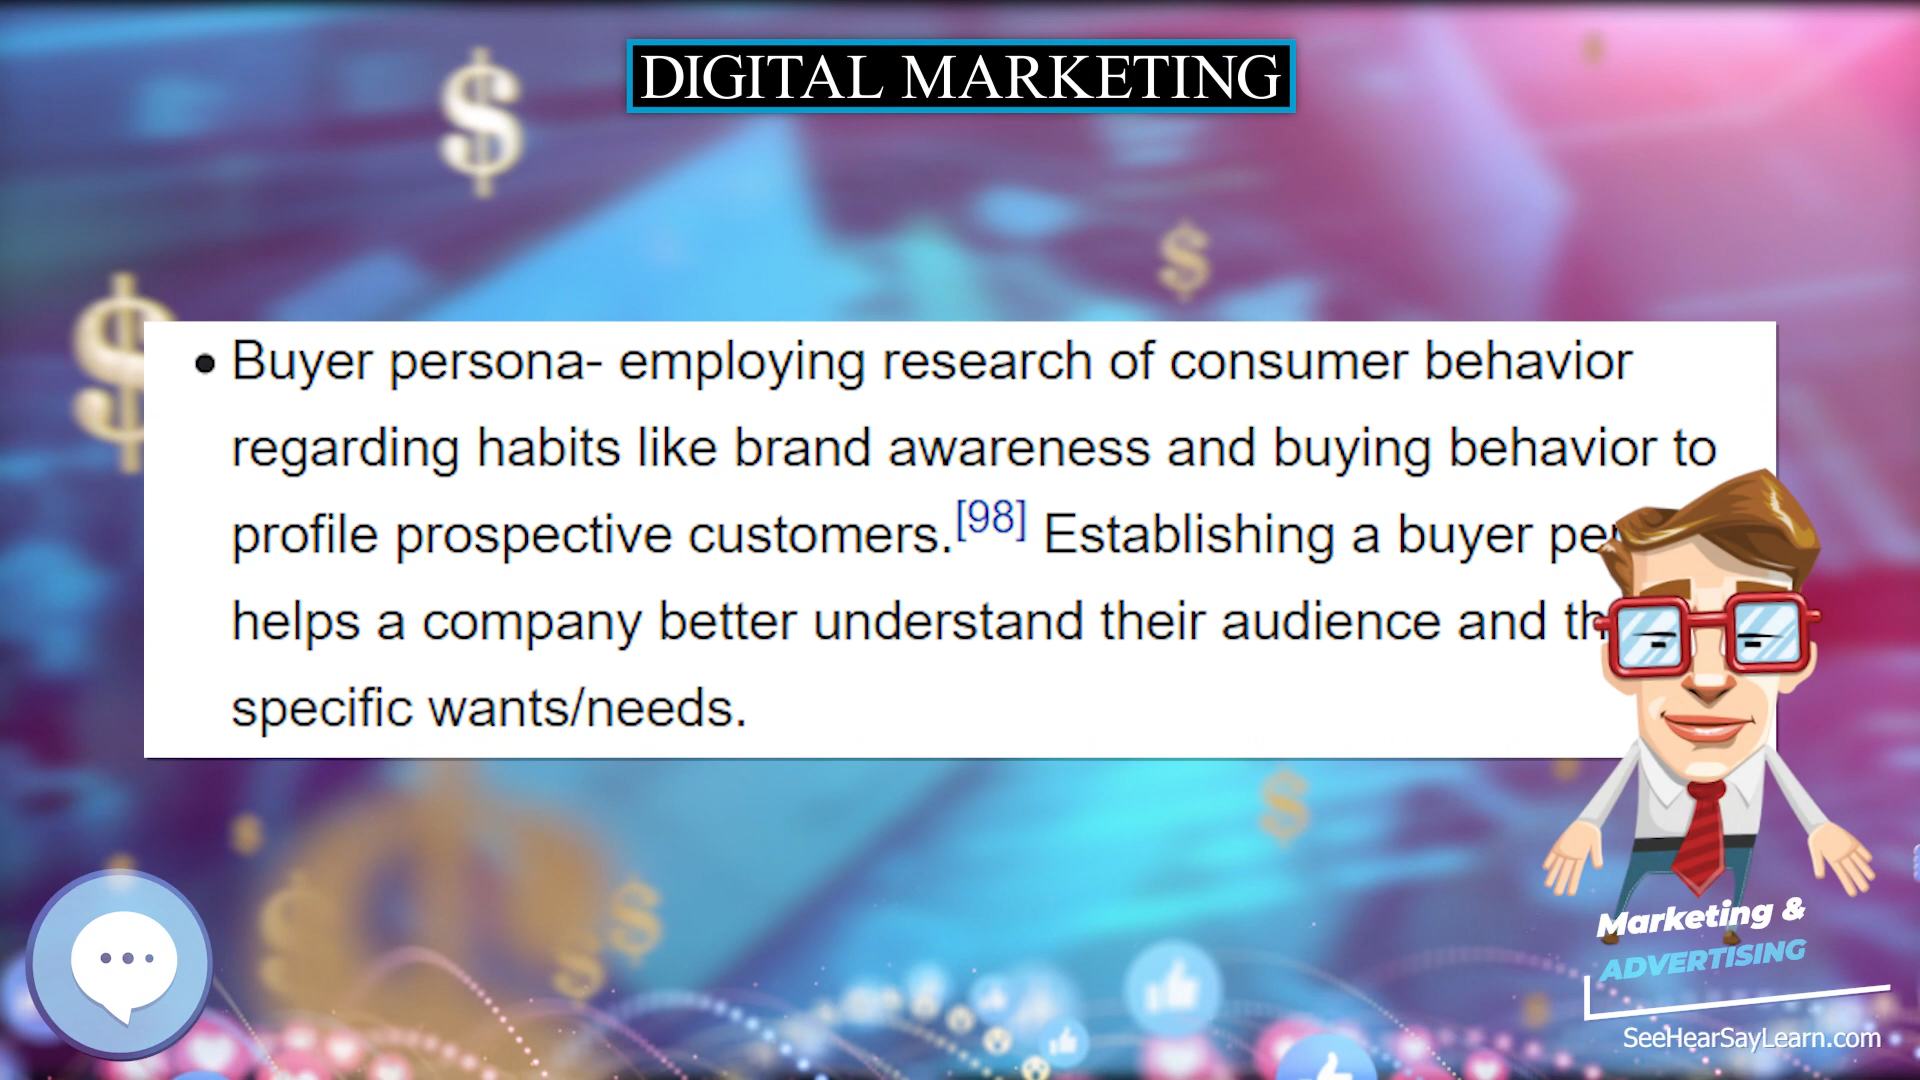 DIGITAL MARKETING
• Buyer persona- employing research of consumer behavior
regarding habits like brand awareness and buying behavior to
profile prospective customers.[98] Establishing a buyer
helps a company better understand their audience and
specific wants/needs.
Marketing &
ADVERTISING
SeeHearSayLearn.com